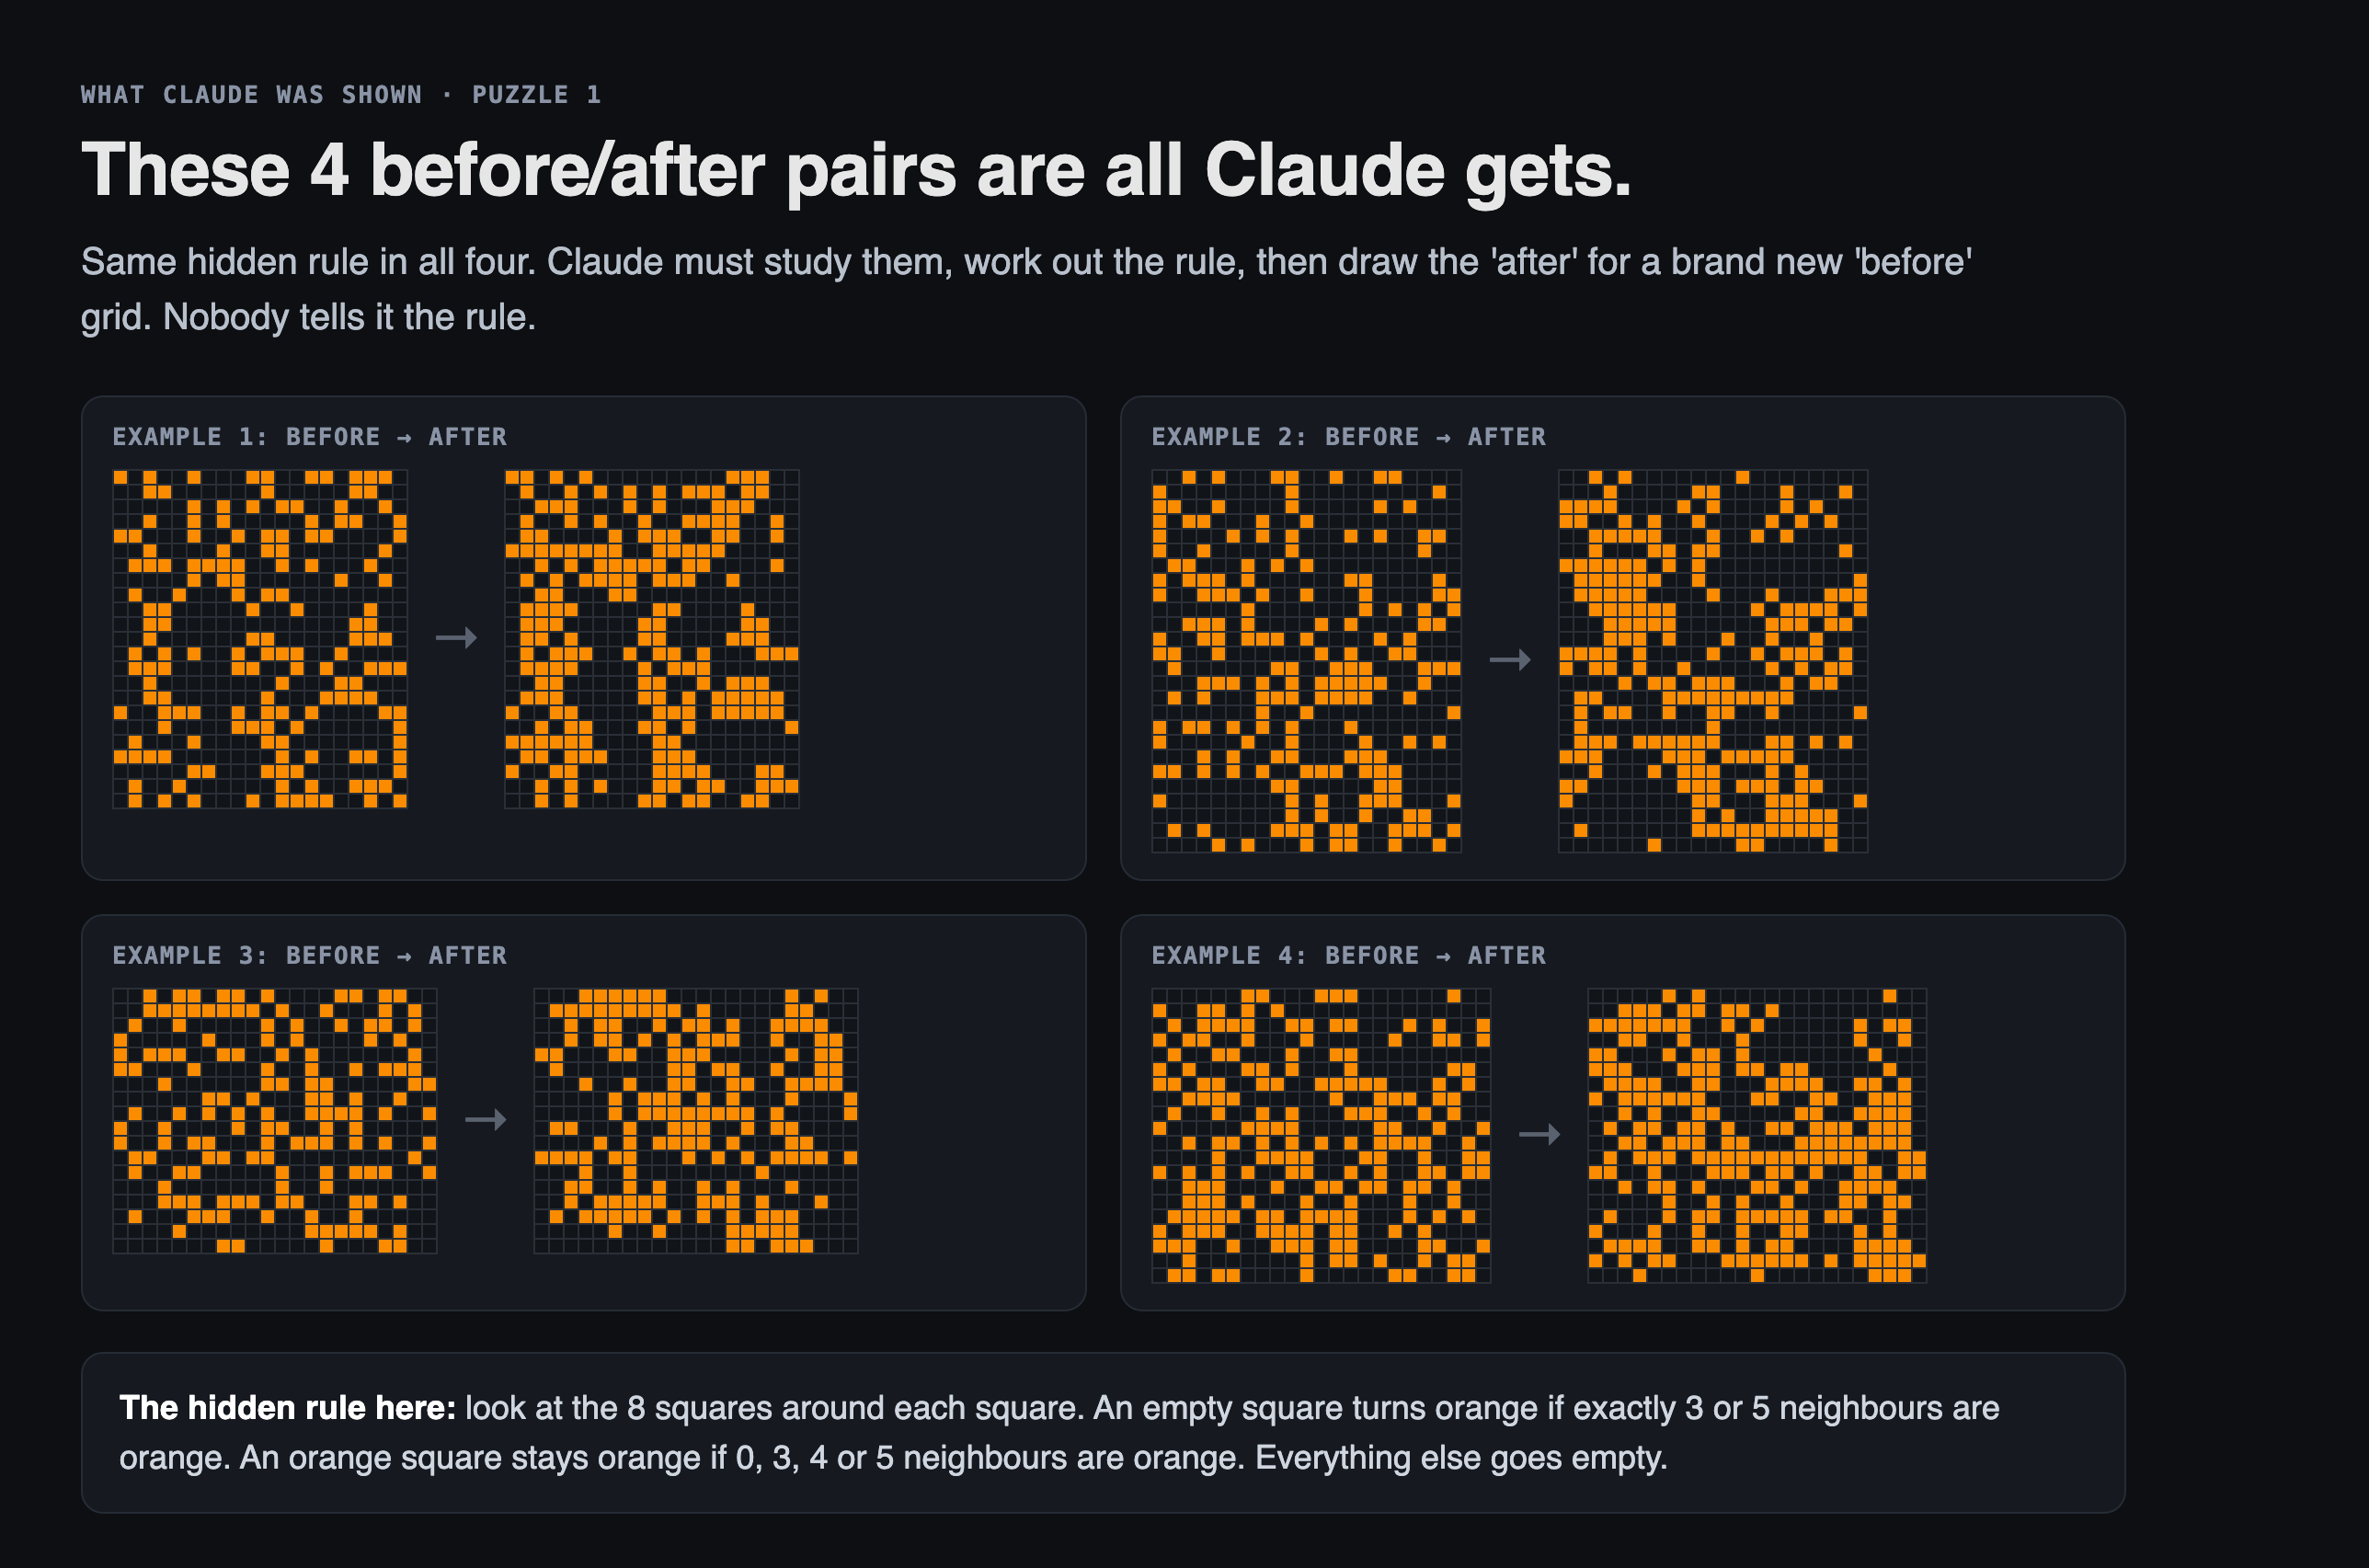 WHAT CLAUDE WAS SHOWN · PUZZLE 1
These 4 before/after pairs are all Claude gets.
Same hidden rule in all four. Claude must study them, work out the rule, then draw the 'after' for a brand new 'before'
grid. Nobody tells it the rule.
EXAMPLE 1: BEFORE → AFTER
EXAMPLE 2: BEFORE → AFTER
EXAMPLE 3: BEFORE → AFTER
EXAMPLE 4: BEFORE → AFTER
The hidden rule here: look at the 8 squares around each square. An empty square turns orange if exactly 3 or 5 neighbours are
orange. An orange square stays orange if 0, 3, 4 or 5 neighbours are orange. Everything else goes empty.